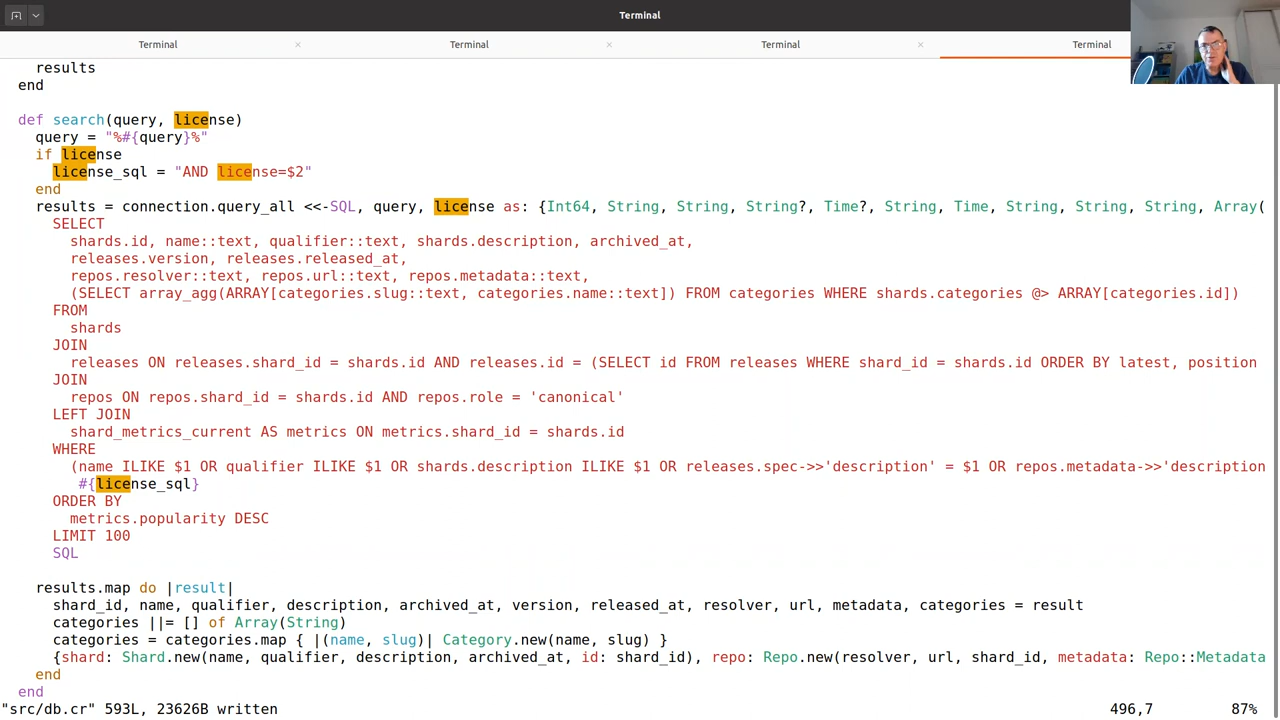 Terminal
Terminal
Terminal
Terminal
Terminal
results
end
def search(query, license)
query = "%#{query}%"
if license
license_sql = "AND license=$2"
end
results = connection.query_all <<-SQL, query, license as: {Int64, String, String, String?, Time?, String, Time, String, String, String, Array(
SELECT
shards.id, name::text, qualifier::text, shards.description, archived_at,
releases.version, releases.released_at,
repos.resolver::text, repos.url::text, repos.metadata::text,
(SELECT array_agg(ARRAY[categories.slug::text, categories.name::text]) FROM categories WHERE shards.categories @> ARRAY[categories.id])
FROM
shards
JOIN
releases ON releases.shard_id = shards.id AND releases.id = (SELECT id FROM releases WHERE shard_id = shards.id ORDER BY latest, position
JOIN
repos ON repos.shard_id = shards.id AND repos.role = 'canonical'
LEFT JOIN
shard_metrics_current AS metrics ON metrics.shard_id = shards.id
WHERE
(name ILIKE $1 OR qualifier ILIKE $1 OR shards.description ILIKE $1 OR releases.spec->>'description' = $1 OR repos.metadata->>'description
#{license_sql}
ORDER BY
metrics.popularity DESC
LIMIT 100
SQL
results.map do |result|
shard_id, name, qualifier, description, archived_at, version, released_at, resolver, url, metadata, categories = result
categories ||= [] of Array(String)
categories = categories.map { |(name, slug)| Category.new(name, slug) }
{shard: Shard.new(name, qualifier, description, archived_at, id: shard_id), repo: Repo.new(resolver, url, shard_id, metadata: Repo::Metadata
end
end
"src/db.cr" 593L, 23626B written 496,7 87%